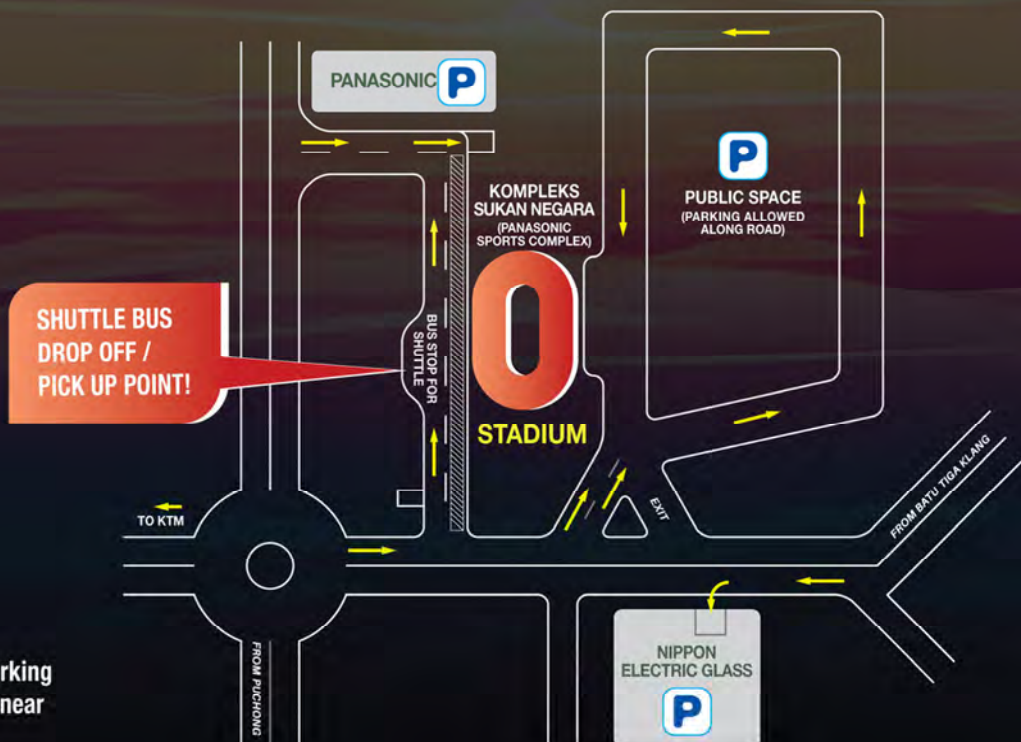 PANASONIC P
P
PUBLIC SPACE
(PARKING ALLOWED
ALONG ROAD)
KOMPLEKS
SUKAN NEGARA
(PANASONIC
SPORTS COMPLEX)
SHUTTLE BUS
DROP OFF /
PICK UP POINT!
BUS STOP FOR
SHUTTLE
STADIUM
TO KTM
EXIT
FROM BATU TIGA KLANG
FROM PUCHONG
NIPPON
ELECTRIC GLASS
P
rking
near